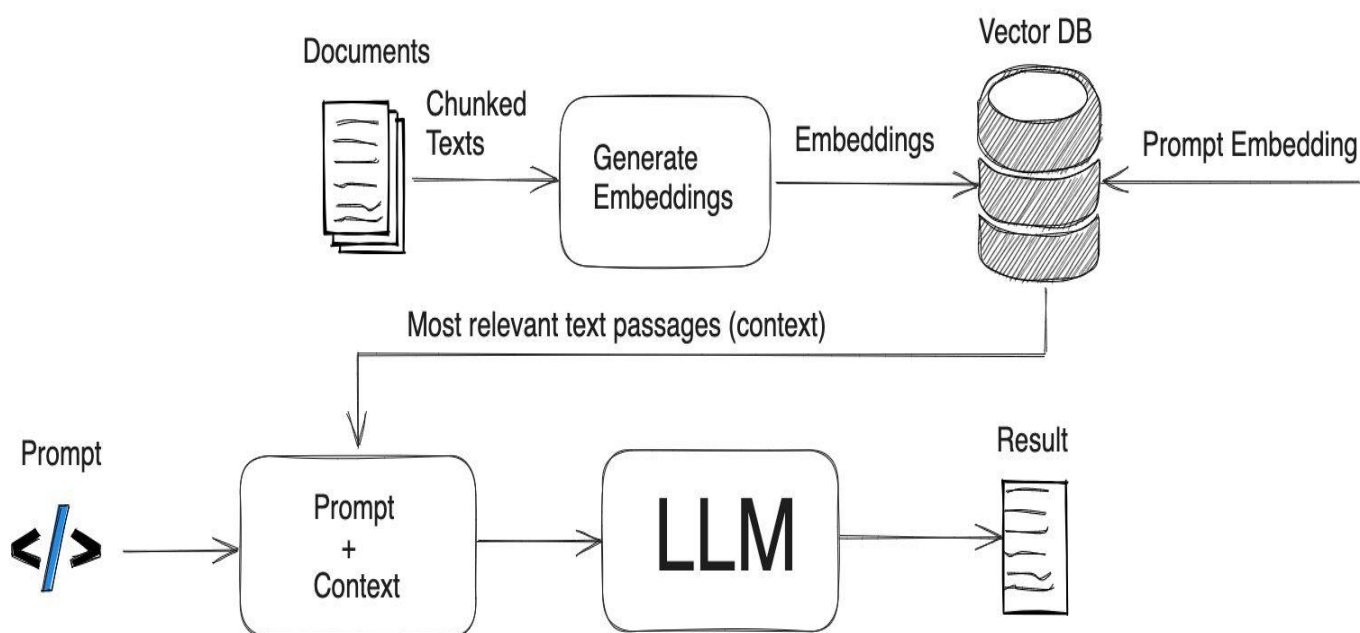 Documents
Vector DB
Chunked
Texts
Generate
Embeddings
Embeddings
Prompt Embedding
Most relevant text passages (context)
Prompt
</>
Prompt
+
Context
LLM
Result